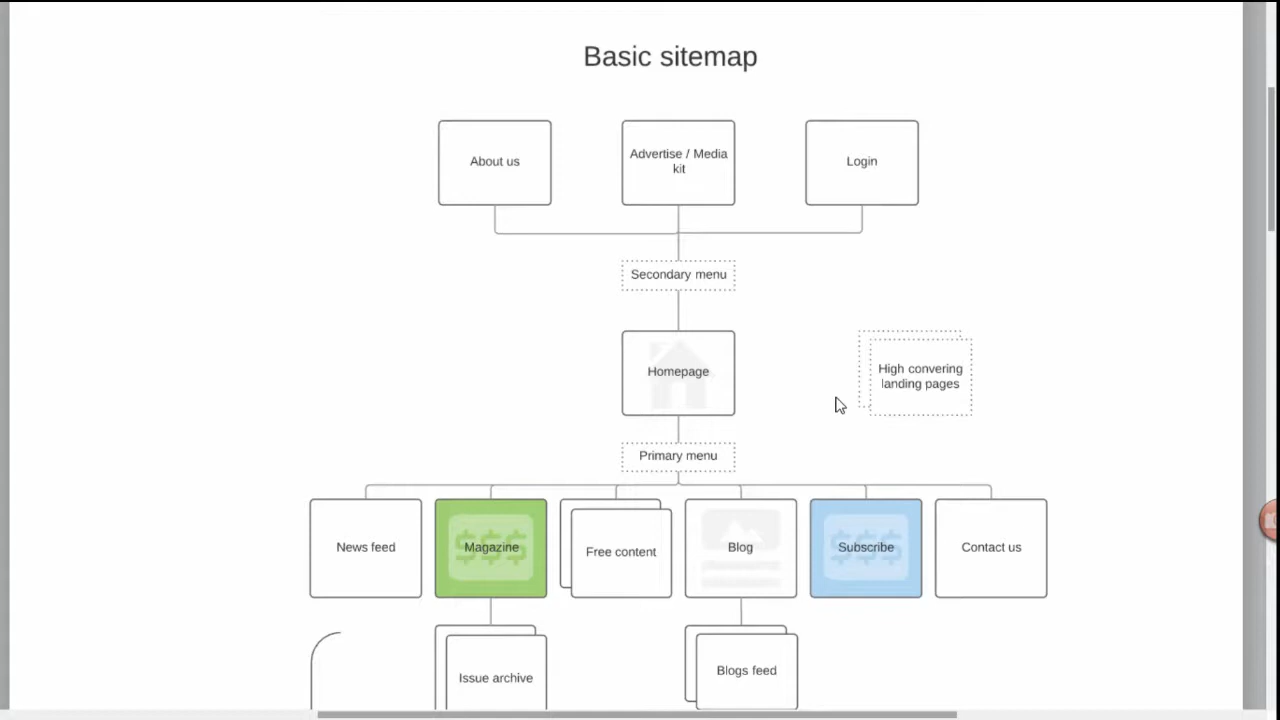 Basic sitemap
About us
Advertise / Media
kit
Login
Secondary menu
Homepage
High convering
landing pages
Primary menu
News feed
$$$
Magazine
Free content
Blog
$$$
Subscribe
Contact us
Issue archive
Blogs feed